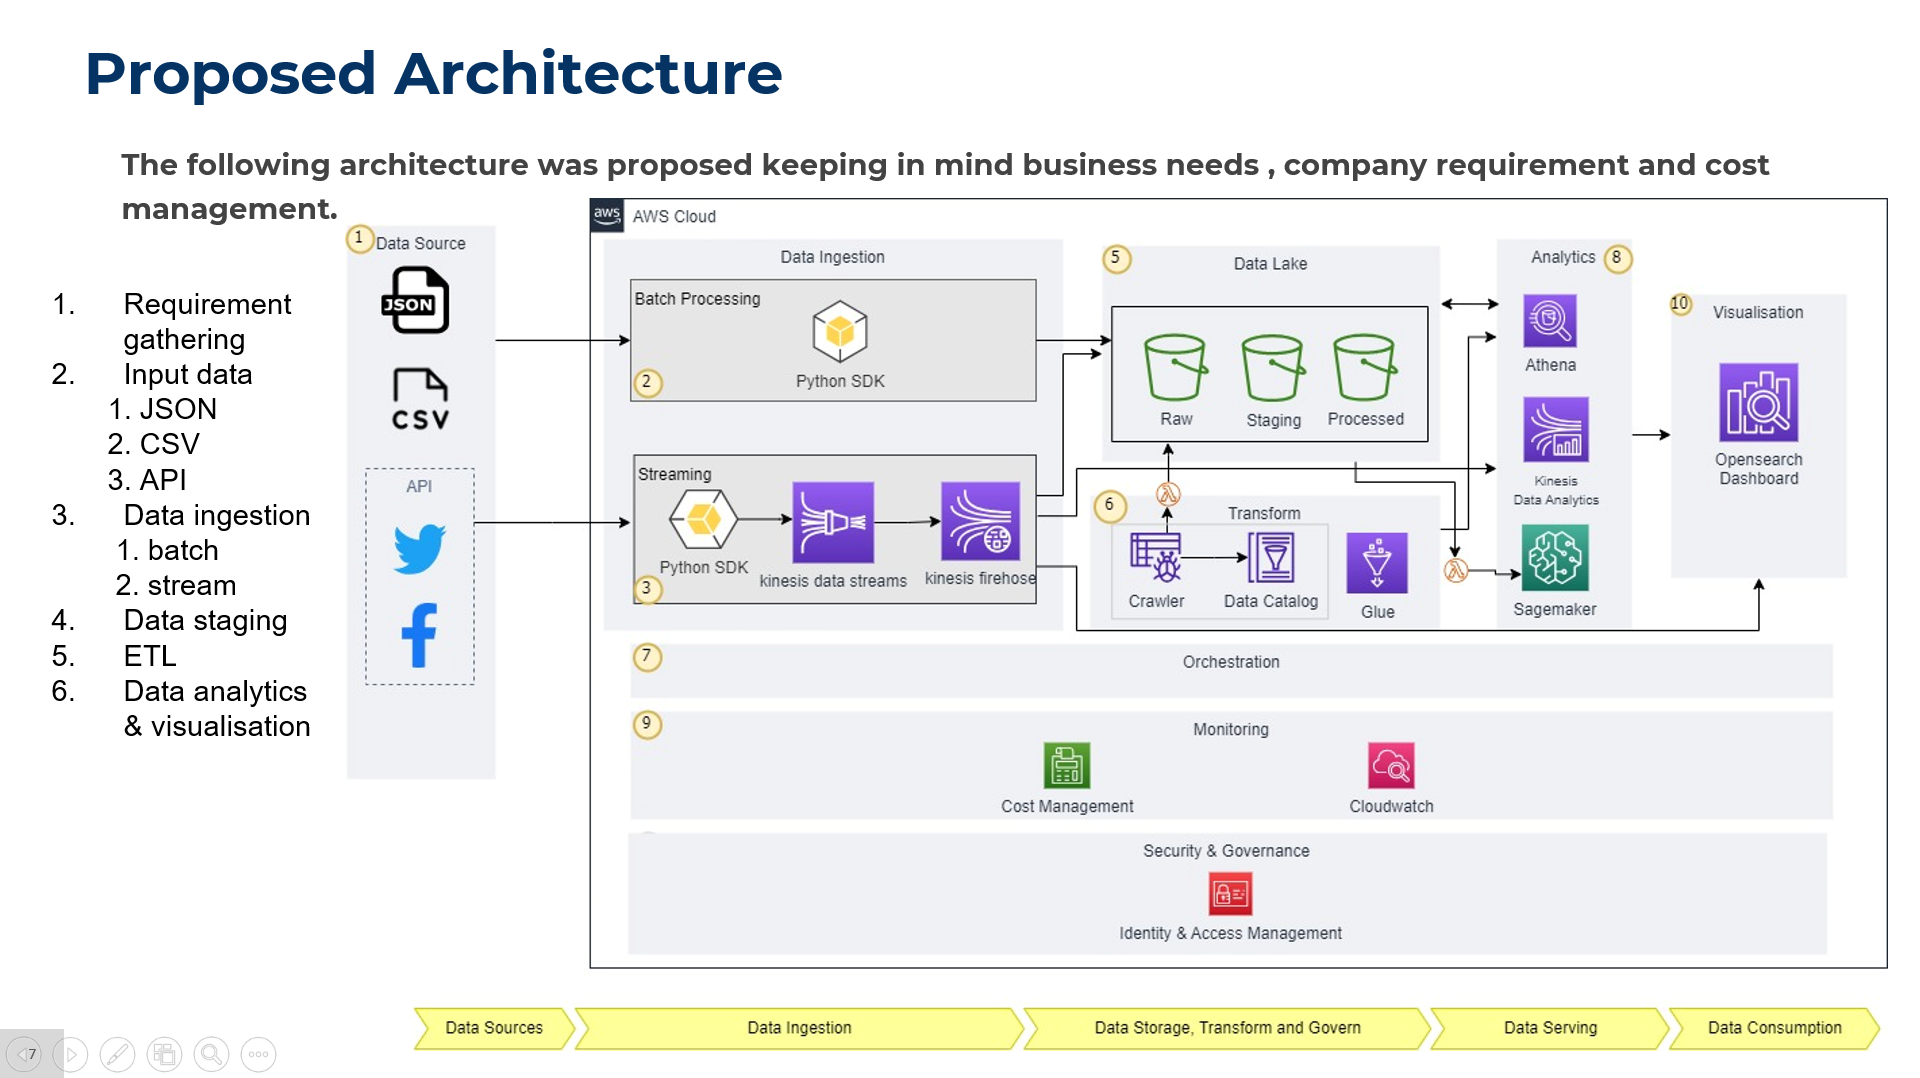 Proposed Architecture
The following architecture was proposed keeping in mind business needs , company requirement and cost
management.
1. Requirement
gathering
2. Input data
1. JSON
2. CSV
3. API
3. Data ingestion
1. batch
2. stream
4. Data staging
5. ETL
6. Data analytics
& visualisation
1 Data Source
JSON
CSV
API
aws AWS Cloud
Data Ingestion
Batch Processing
Python SDK
2
Streaming
Python SDK
kinesis data streams
kinesis firehose
3
5
Data Lake
Raw
Staging
Processed
6
Transform
Crawler
Data Catalog
Glue
Analytics 8
Athena
Kinesis
Data Analytics
Sagemaker
10
Visualisation
Opensearch
Dashboard
7
Orchestration
9
Monitoring
Cost Management
Cloudwatch
Security & Governance
Identity & Access Management
Data Sources
Data Ingestion
Data Storage, Transform and Govern
Data Serving
Data Consumption
7